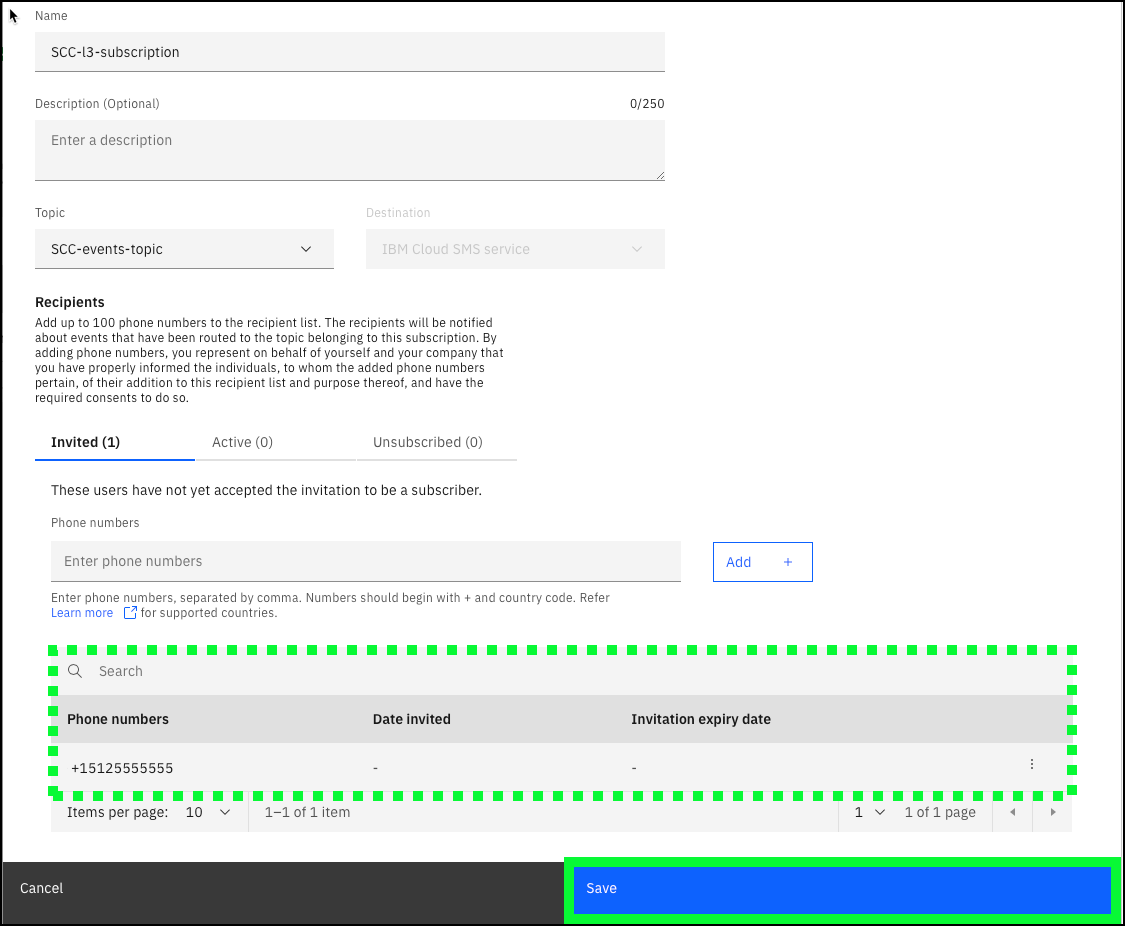 Name
SCC-l3-subscription
Description (Optional) 0/250
Enter a description
Topic Destination
SCC-events-topic IBM Cloud SMS service
Recipients
Add up to 100 phone numbers to the recipient list. The recipients will be notified
about events that have been routed to the topic belonging to this subscription. By
adding phone numbers, you represent on behalf of yourself and your company that
you have properly informed the individuals, to whom the added phone numbers
pertain, of their addition to this recipient list and purpose thereof, and have the
required consents to do so.
Invited (1) Active (0) Unsubscribed (0)
These users have not yet accepted the invitation to be a subscriber.
Phone numbers
Enter phone numbers Add +
Enter phone numbers, separated by comma. Numbers should begin with + and country code. Refer
Learn more for supported countries.
Search
Phone numbers Date invited Invitation expiry date
+15125555555 - -
Items per page: 10 1–1 of 1 item 1 1 of 1 page
Cancel Save